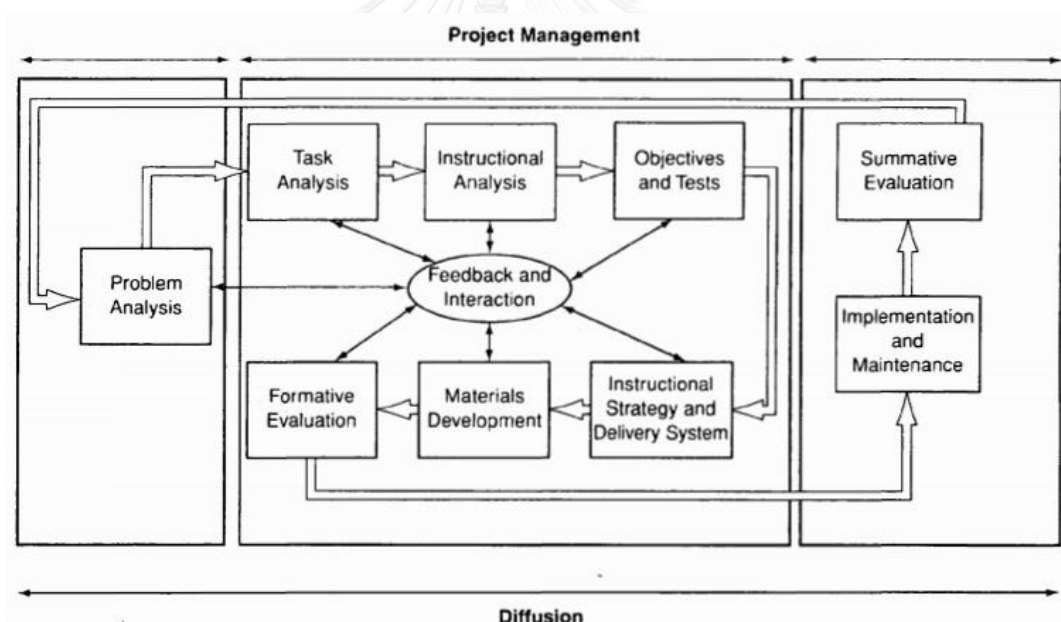 Project Management
Task
Analysis
Instructional
Analysis
Objectives
and Tests
Summative
Evaluation
Problem
Analysis
Feedback and
Interaction
Implementation
and
Maintenance
Formative
Evaluation
Materials
Development
Instructional
Strategy and
Delivery System
Diffusion